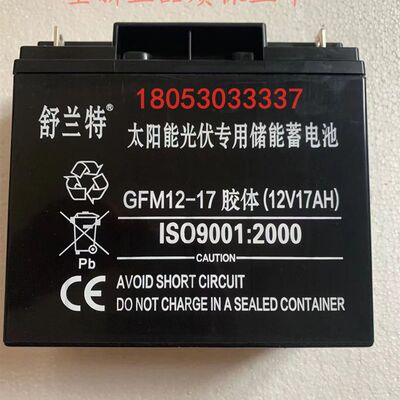 18053033337
舒兰特®
太阳能光伏专用储能蓄电池
GFM12-17 胶体 (12V17AH)
ISO9001:2000
CAUTION
Pb
AVOID SHORT CIRCUIT
DO NOT CHARGE IN A SEALED CONTAINER